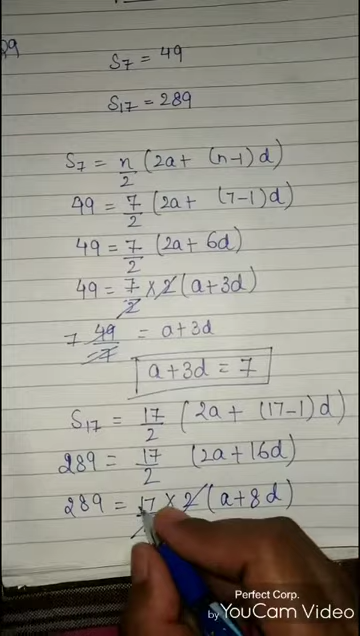 Q9
S₇ = 49
S₁₇ = 289
S₇ = n/2 (2a + (n-1)d)
49 = 7/2 (2a + (7-1)d)
49 = 7/2 (2a + 6d)
49 = 7/2 × 2 (a+3d)
7 49/7 = a+3d
a+3d = 7
S₁₇ = 17/2 (2a + (17-1)d)
289 = 17/2 (2a+16d)
289 = 17 × 2 (a+8d)
Perfect Corp.
YouCam Video